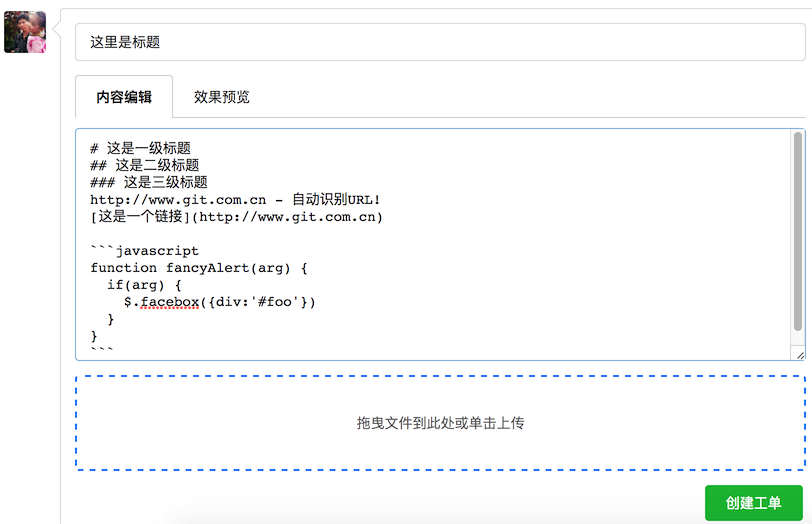 这里是标题
内容编辑 效果预览
# 这是一级标题
## 这是二级标题
### 这是三级标题
http://www.git.com.cn - 自动识别URL!
[这是一个链接](http://www.git.com.cn)
```javascript
function fancyAlert(arg) {
  if(arg) {
    $.facebox({div:'#foo'})
  }
}
```
拖曳文件到此处或单击上传
创建工单